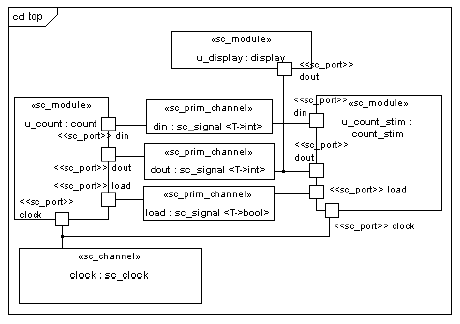 cd top
«sc_module»
u_display : display
<<sc_port>>
dout
«sc_module»
u_count : count
<<sc_port>> din
<<sc_port>> dout
<<sc_port>> load
<<sc_port>>
clock
«sc_prim_channel»
din : sc_signal <T->int>
«sc_prim_channel»
dout : sc_signal <T->int>
«sc_prim_channel»
load : sc_signal <T->bool>
<<sc_port>>
din
«sc_module»
u_count_stim :
count_stim
<<sc_port>>
dout
<<sc_port>> load
<<sc_port>> clock
«sc_channel»
clock : sc_clock